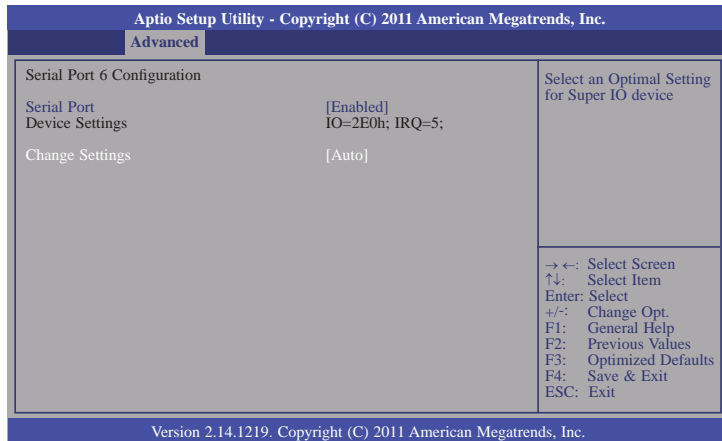 Aptio Setup Utility - Copyright (C) 2011 American Megatrends, Inc.
Advanced
Serial Port 6 Configuration
Serial Port [Enabled]
Device Settings IO=2E0h; IRQ=5;
Change Settings [Auto]
Select an Optimal Setting
for Super IO device
→ ←: Select Screen
↑↓: Select Item
Enter: Select
+/-: Change Opt.
F1: General Help
F2: Previous Values
F3: Optimized Defaults
F4: Save & Exit
ESC: Exit
Version 2.14.1219. Copyright (C) 2011 American Megatrends, Inc.